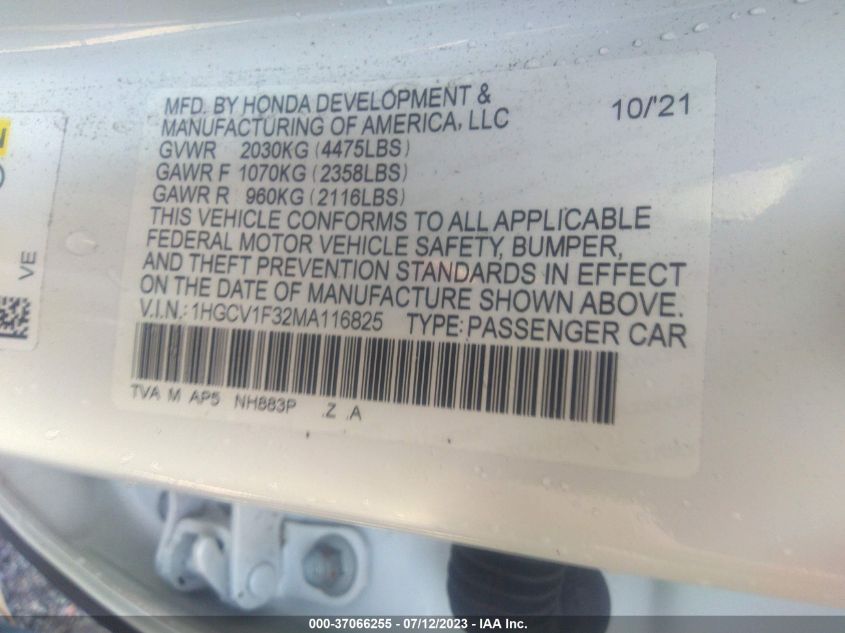 MFD. BY HONDA DEVELOPMENT & 10/'21
MANUFACTURING OF AMERICA, LLC
GVWR 2030KG (4475LBS)
GAWR F 1070KG (2358LBS)
GAWR R 960KG (2116LBS)
THIS VEHICLE CONFORMS TO ALL APPLICABLE
FEDERAL MOTOR VEHICLE SAFETY, BUMPER,
AND THEFT PREVENTION STANDARDS IN EFFECT
ON THE DATE OF MANUFACTURE SHOWN ABOVE.
V.I.N.: 1HGCV1F32MA116825 TYPE: PASSENGER CAR
TVA M AP5 NH883P .Z .A
VE
000-37066255 - 07/12/2023 - IAA Inc.